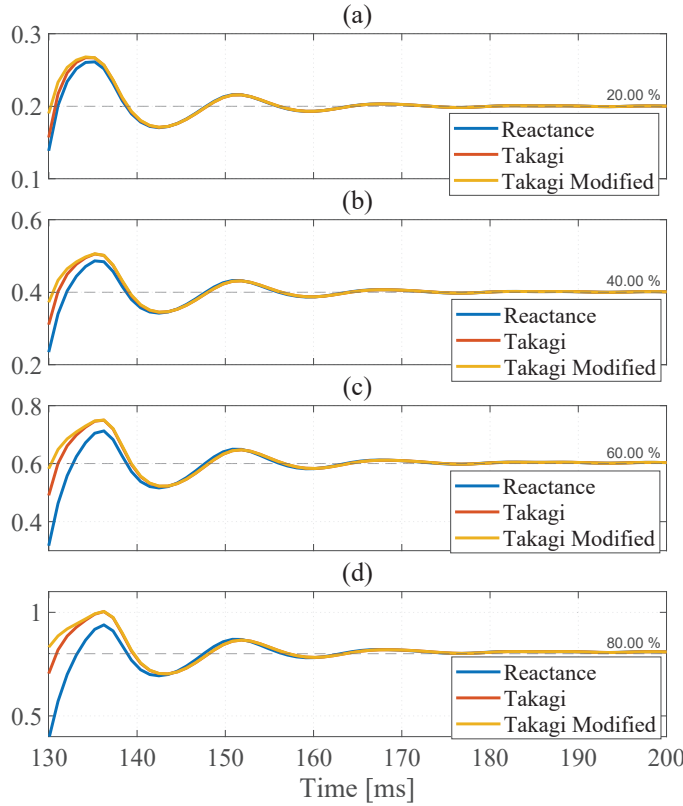 (a)
0.3
0.2
0.1
20.00 %
Reactance
Takagi
Takagi Modified
(b)
0.6
0.4
0.2
40.00 %
Reactance
Takagi
Takagi Modified
(c)
0.8
0.6
0.4
60.00 %
Reactance
Takagi
Takagi Modified
(d)
1
0.5
80.00 %
Reactance
Takagi
Takagi Modified
130 140 150 160 170 180 190 200
Time [ms]